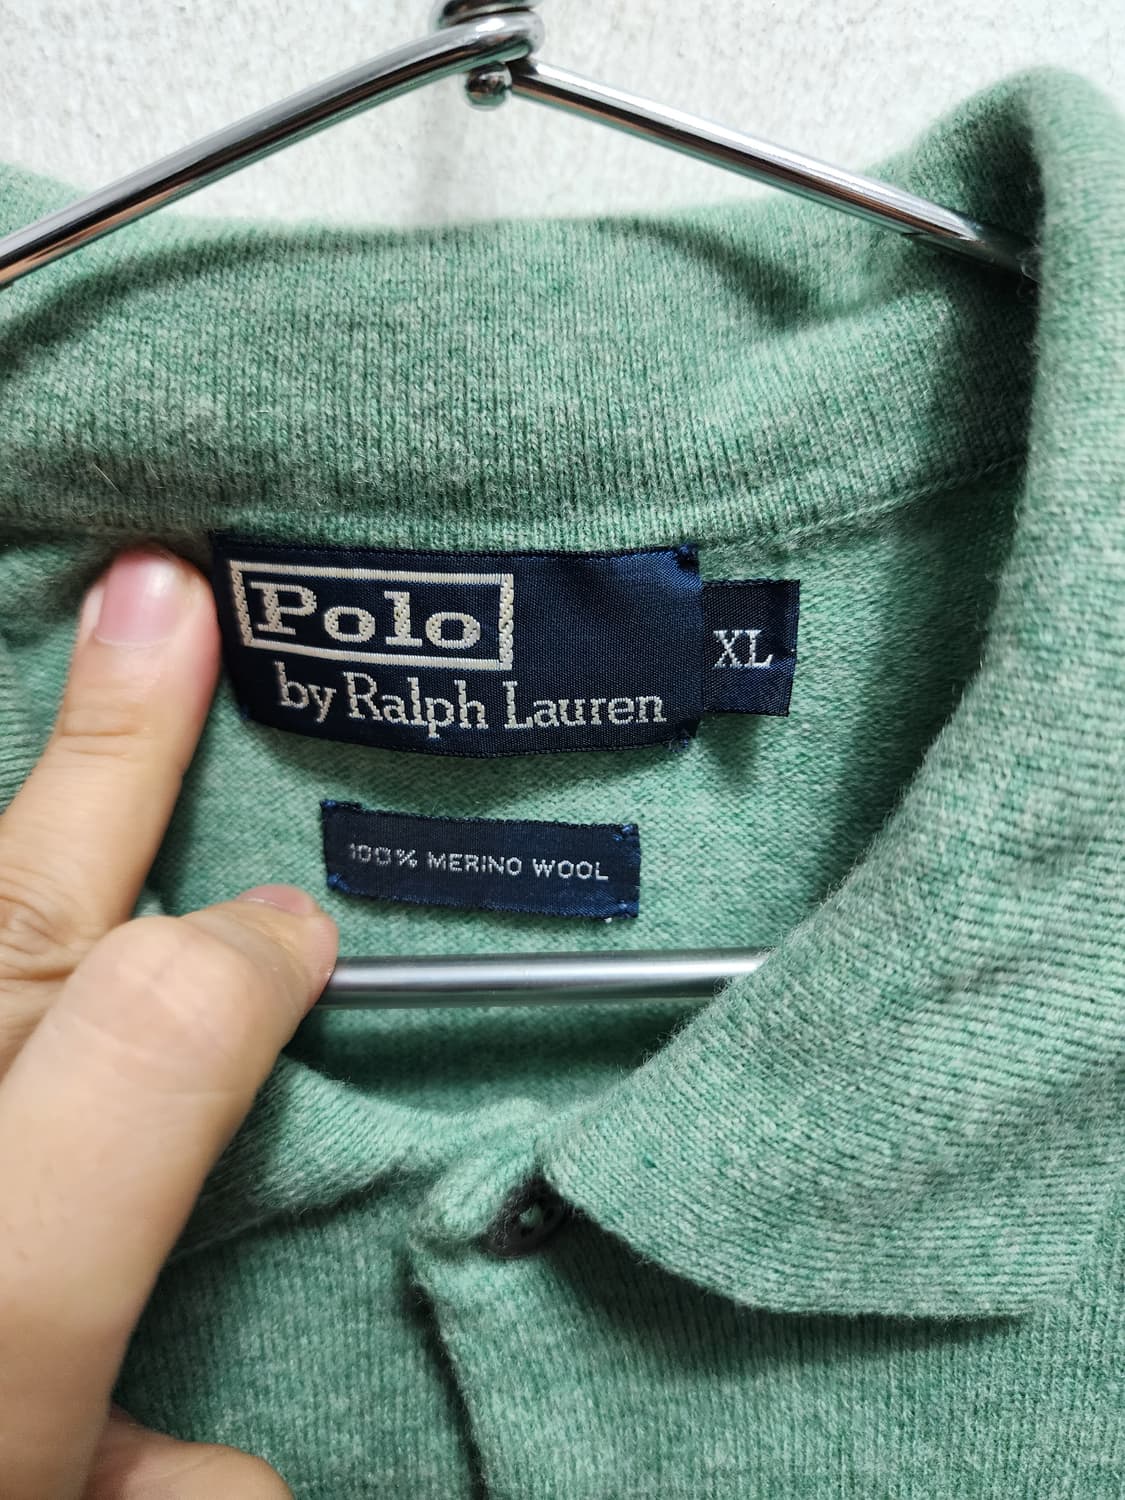 Polo
by Ralph Lauren
XL
100% MERINO WOOL